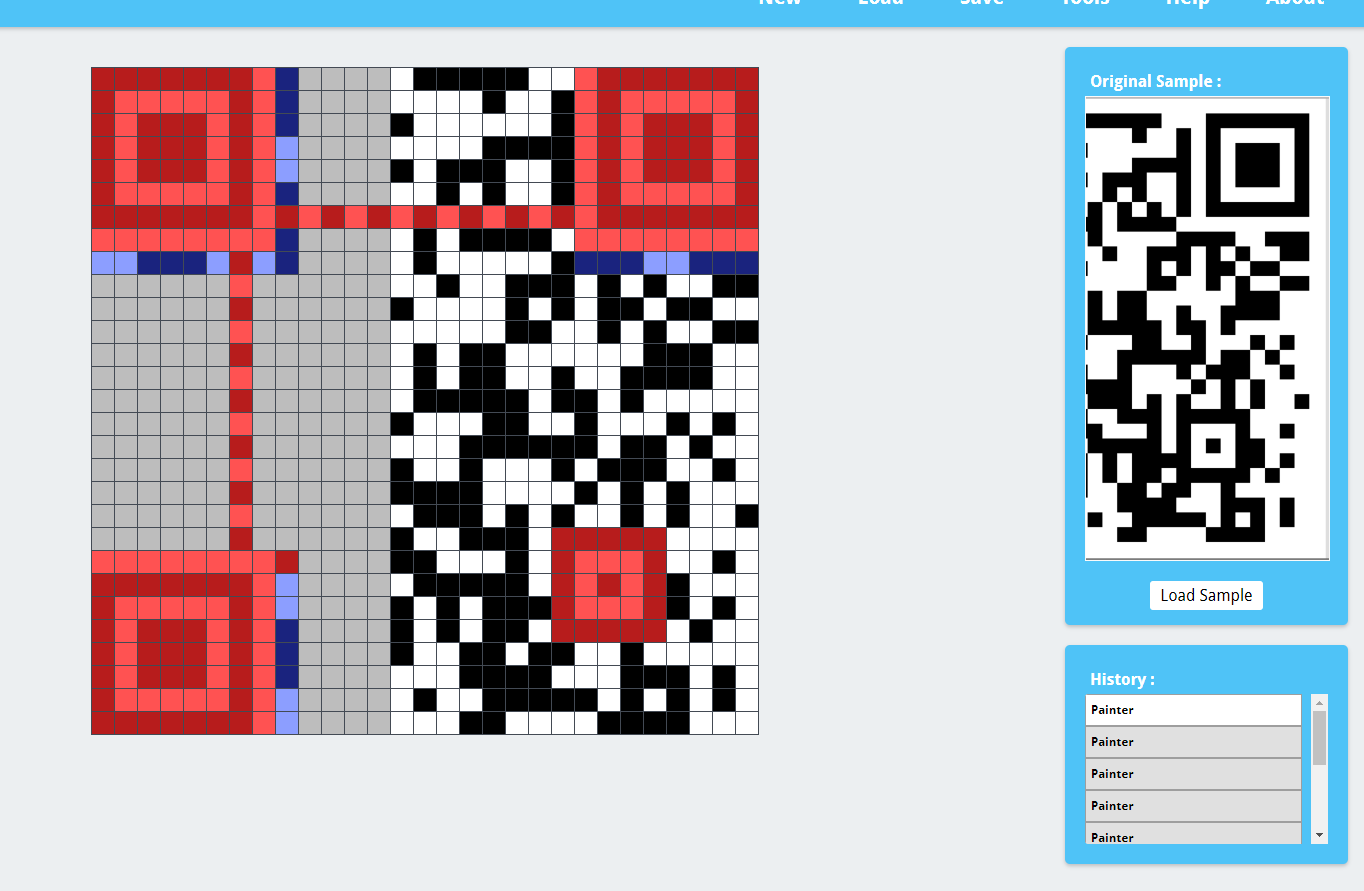 New Load Save Tools Help About
Original Sample :
Load Sample
History :
Painter
Painter
Painter
Painter
Painter